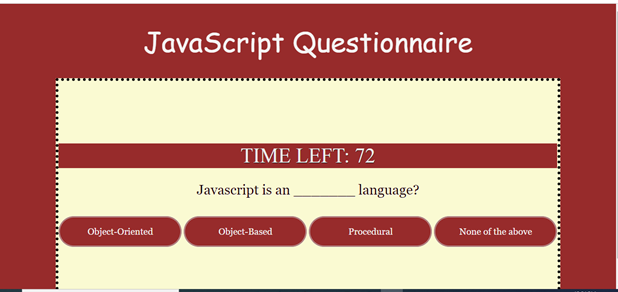 JavaScript Questionnaire
TIME LEFT: 72
Javascript is an ________ language?
Object-Oriented
Object-Based
Procedural
None of the above